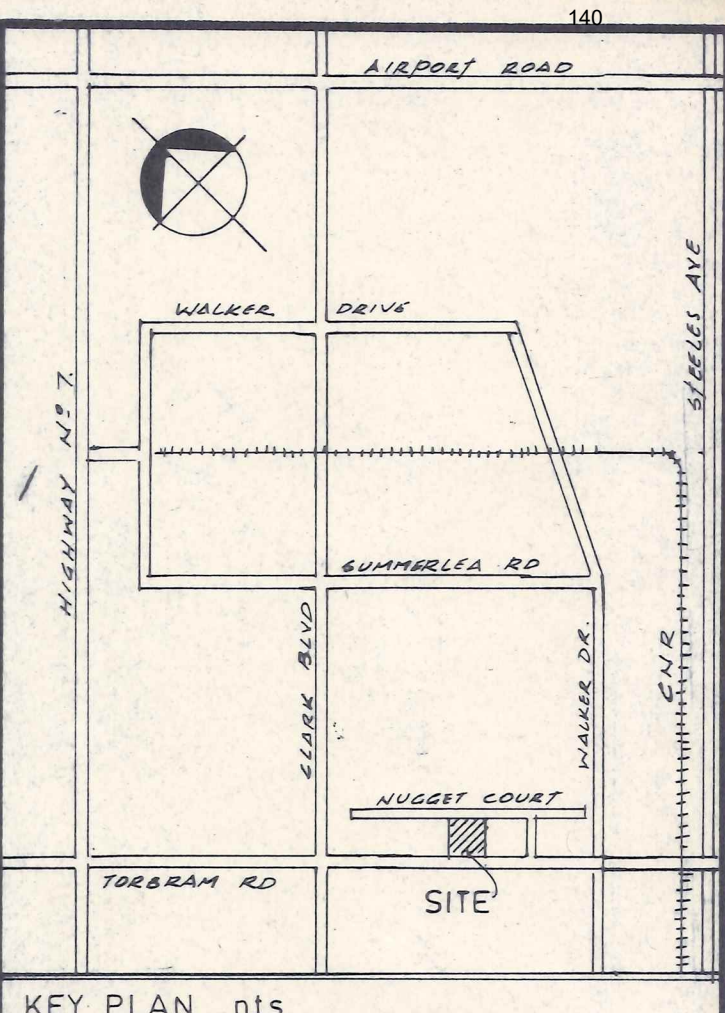 140
AIRPORT ROAD
STEELES AVE
WALKER DRIVE
HIGHWAY Nº 7.
SUMMERLEA RD
CLARK BLVD
WALKER DR.
CNR
NUGGET COURT
TORBRAM RD
SITE
KEY PLAN nts